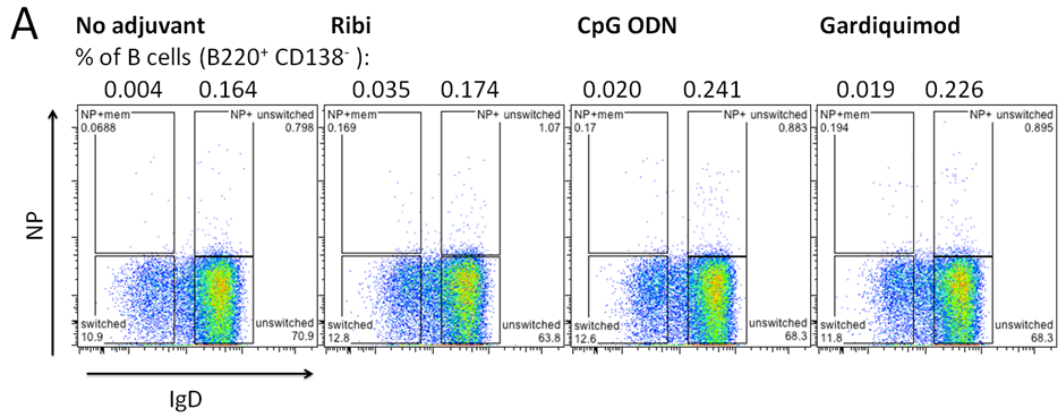 A
No adjuvant Ribi CpG ODN Gardiquimod
% of B cells (B220⁺ CD138⁻ ):
0.004 0.164 0.035 0.174 0.020 0.241 0.019 0.226
NP+mem NP+ unswitched NP+mem NP+ unswitched NP+mem NP+ unswitched NP+mem NP+ unswitched
0.0688 0.798 0.169 1.07 0.17 0.883 0.194 0.895
NP
switched unswitched switched unswitched switched unswitched switched unswitched
10.9 70.9 12.8 63.8 12.6 68.3 11.8 68.3
IgD